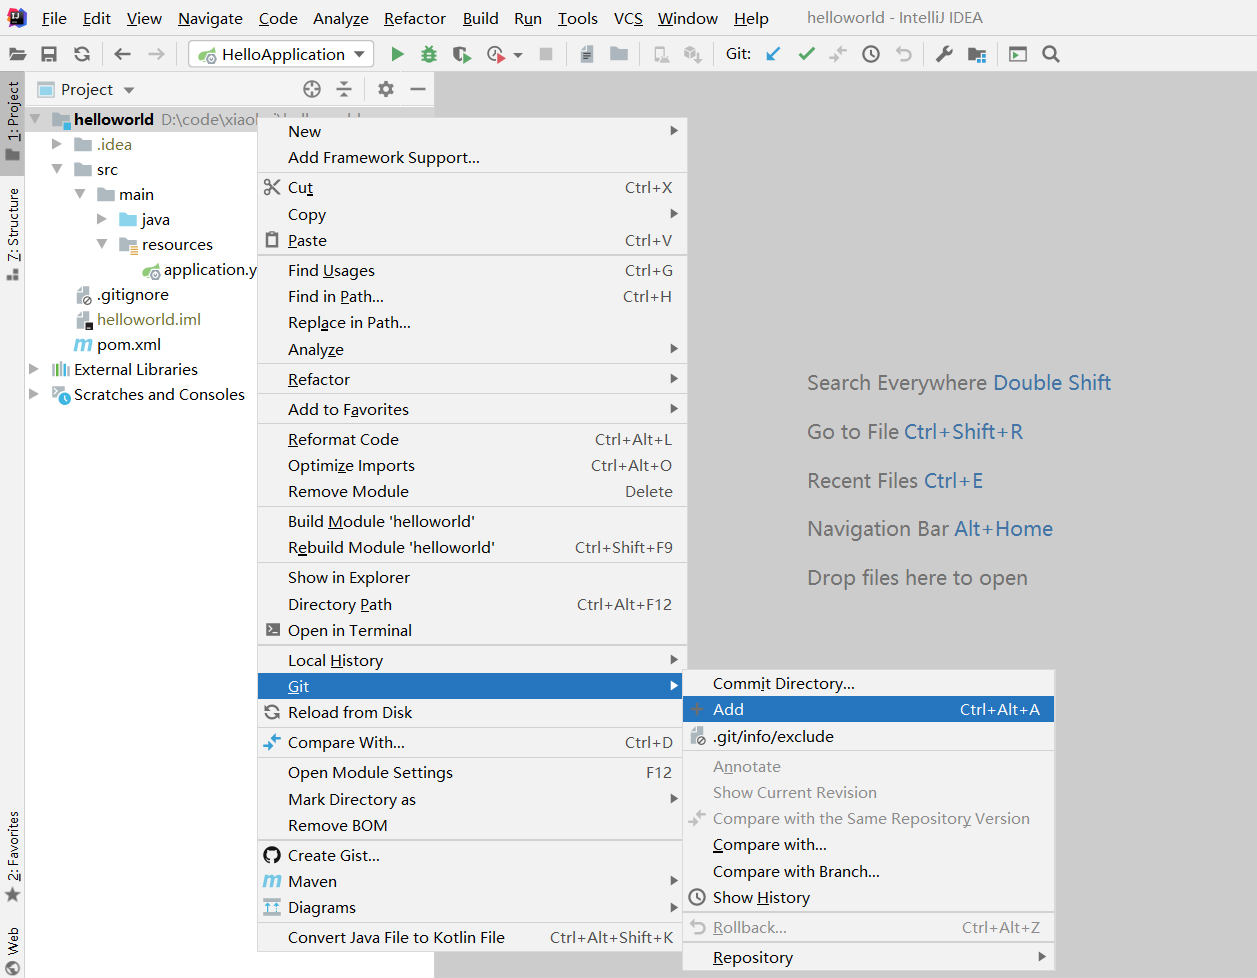 File Edit View Navigate Code Analyze Refactor Build Run Tools VCS Window Help helloworld - IntelliJ IDEA
HelloApplication Git:
1: Project
7: Structure
2: Favorites
Web
Project
helloworld D:\code\
.idea
src
main
java
resources
application.y
.gitignore
helloworld.iml
pom.xml
External Libraries
Scratches and Consoles
New
Add Framework Support...
Cut Ctrl+X
Copy
Paste Ctrl+V
Find Usages Ctrl+G
Find in Path... Ctrl+H
Replace in Path...
Analyze
Refactor
Add to Favorites
Reformat Code Ctrl+Alt+L
Optimize Imports Ctrl+Alt+O
Remove Module Delete
Build Module 'helloworld'
Rebuild Module 'helloworld' Ctrl+Shift+F9
Show in Explorer
Directory Path Ctrl+Alt+F12
Open in Terminal
Local History
Git
Reload from Disk
Compare With... Ctrl+D
Open Module Settings F12
Mark Directory as
Remove BOM
Create Gist...
Maven
Diagrams
Convert Java File to Kotlin File Ctrl+Alt+Shift+K
Commit Directory...
Add Ctrl+Alt+A
.git/info/exclude
Annotate
Show Current Revision
Compare with the Same Repository Version
Compare with...
Compare with Branch...
Show History
Rollback... Ctrl+Alt+Z
Repository
Search Everywhere Double Shift
Go to File Ctrl+Shift+R
Recent Files Ctrl+E
Navigation Bar Alt+Home
Drop files here to open